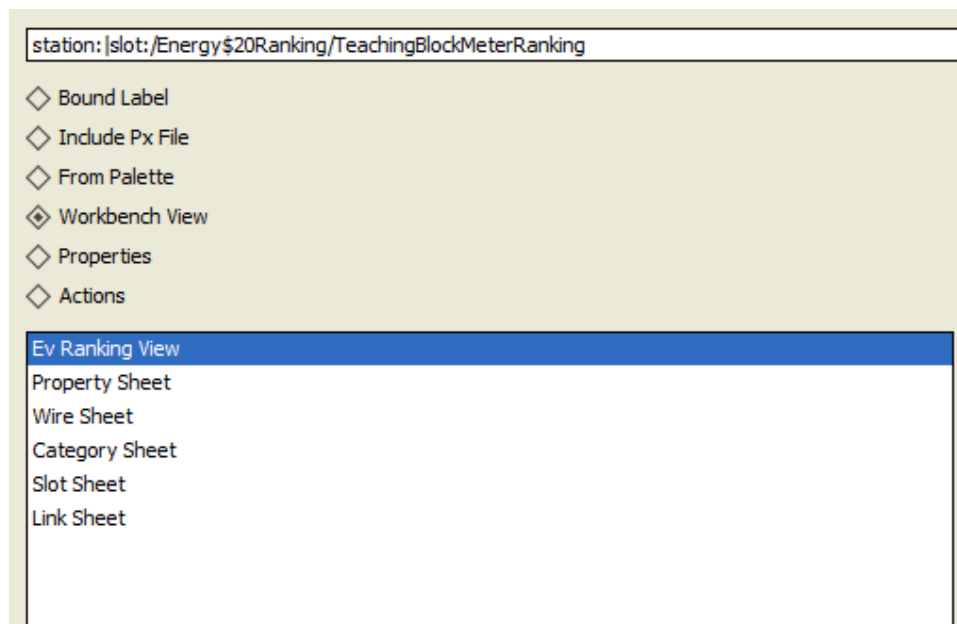 station:|slot:/Energy$20Ranking/TeachingBlockMeterRanking
Bound Label
Include Px File
From Palette
Workbench View
Properties
Actions
Ev Ranking View
Property Sheet
Wire Sheet
Category Sheet
Slot Sheet
Link Sheet